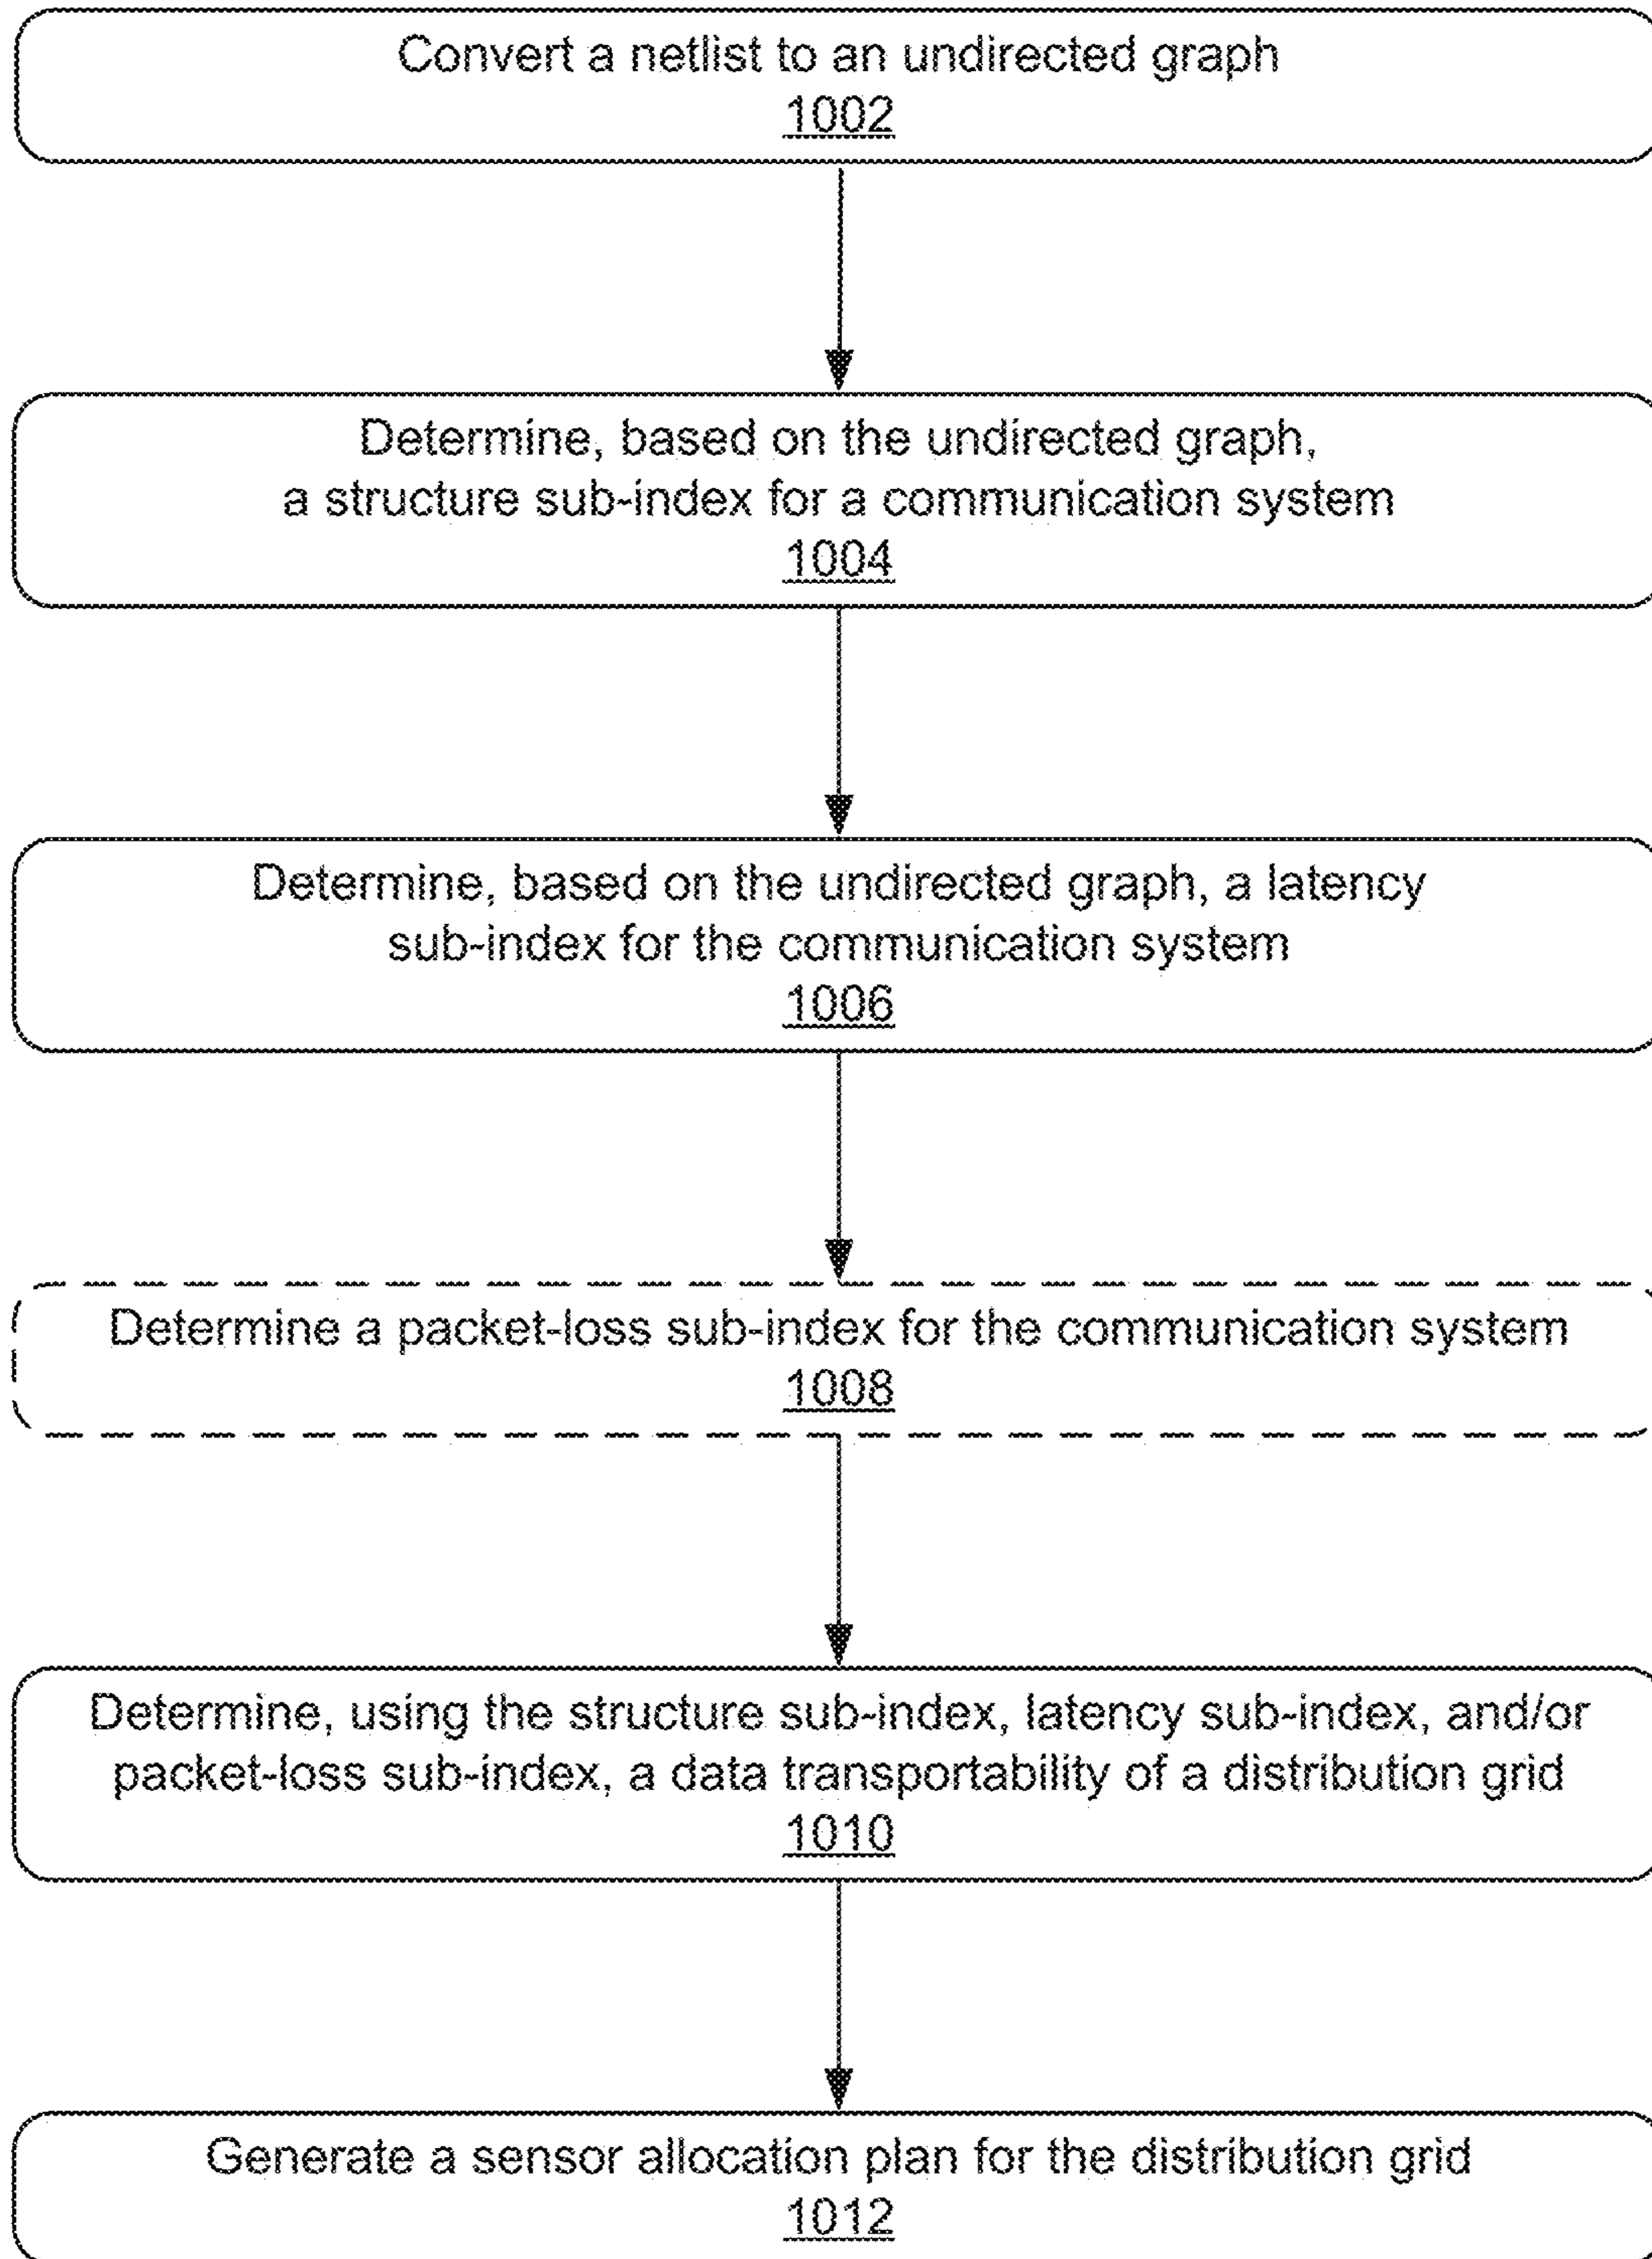 Convert a netlist to an undirected graph
1002
Determine, based on the undirected graph,
a structure sub-index for a communication system
1004
Determine, based on the undirected graph, a latency
sub-index for the communication system
1006
Determine a packet-loss sub-index for the communication system
1008
Determine, using the structure sub-index, latency sub-index, and/or
packet-loss sub-index, a data transportability of a distribution grid
1010
Generate a sensor allocation plan for the distribution grid
1012